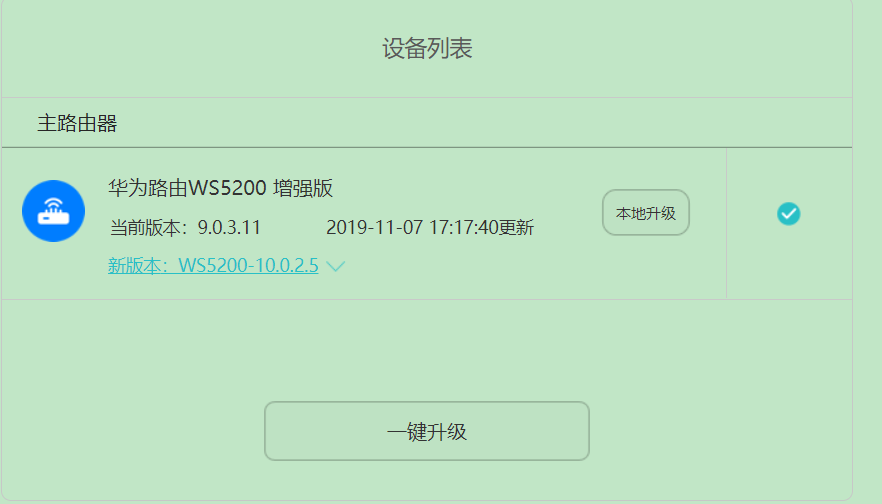 设备列表
主路由器
华为路由WS5200 增强版
当前版本：9.0.3.11 2019-11-07 17:17:40更新
本地升级
新版本：WS5200-10.0.2.5
一键升级